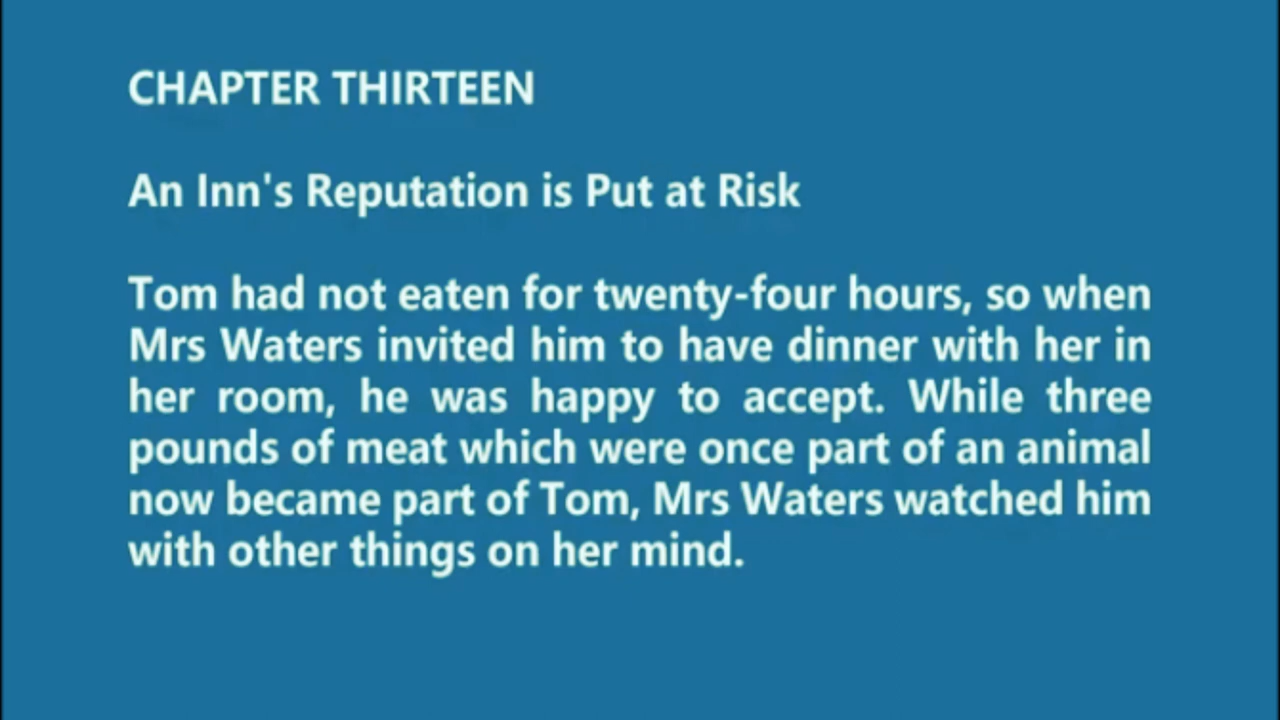 CHAPTER THIRTEEN
An Inn's Reputation is Put at Risk
Tom had not eaten for twenty-four hours, so when
Mrs Waters invited him to have dinner with her in
her room, he was happy to accept. While three
pounds of meat which were once part of an animal
now became part of Tom, Mrs Waters watched him
with other things on her mind.